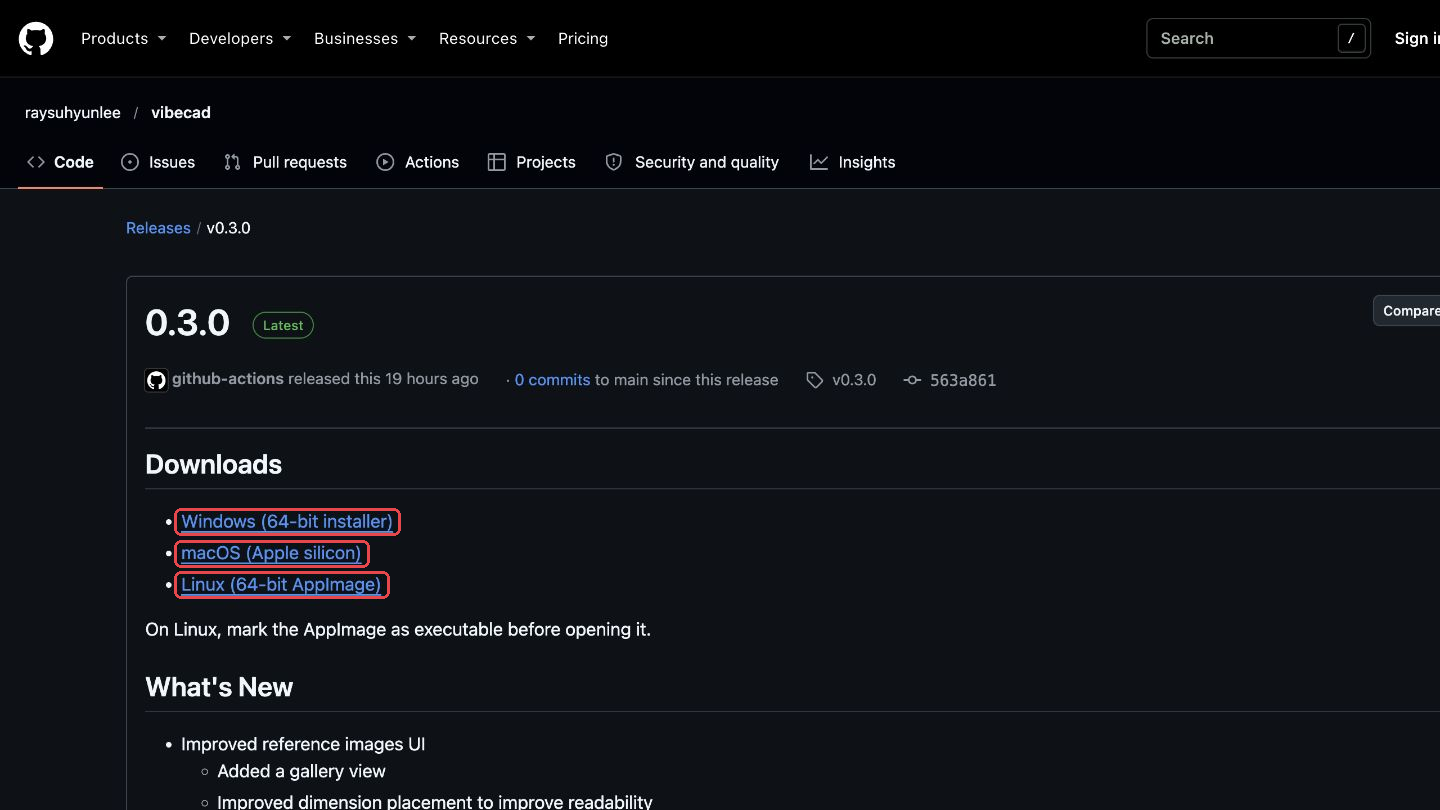 Products Developers Businesses Resources Pricing Search / Sign in
raysuhyunlee / vibecad
Code Issues Pull requests Actions Projects Security and quality Insights
Releases / v0.3.0
0.3.0 Latest Compare
github-actions released this 19 hours ago · 0 commits to main since this release v0.3.0 563a861
Downloads
• Windows (64-bit installer)
• macOS (Apple silicon)
• Linux (64-bit AppImage)
On Linux, mark the AppImage as executable before opening it.
What's New
• Improved reference images UI
◦ Added a gallery view
◦ Improved dimension placement to improve readability